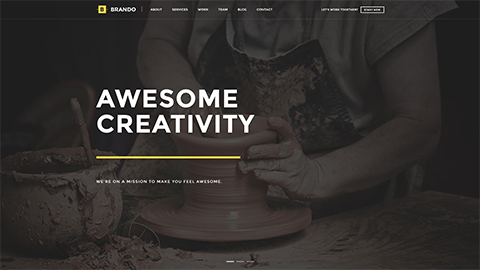 B BRANDO ABOUT SERVICES WORK TEAM BLOG CONTACT LET'S WORK TOGETHER! START NOW
AWESOME
CREATIVITY
WE'RE ON A MISSION TO MAKE YOU FEEL AWESOME.